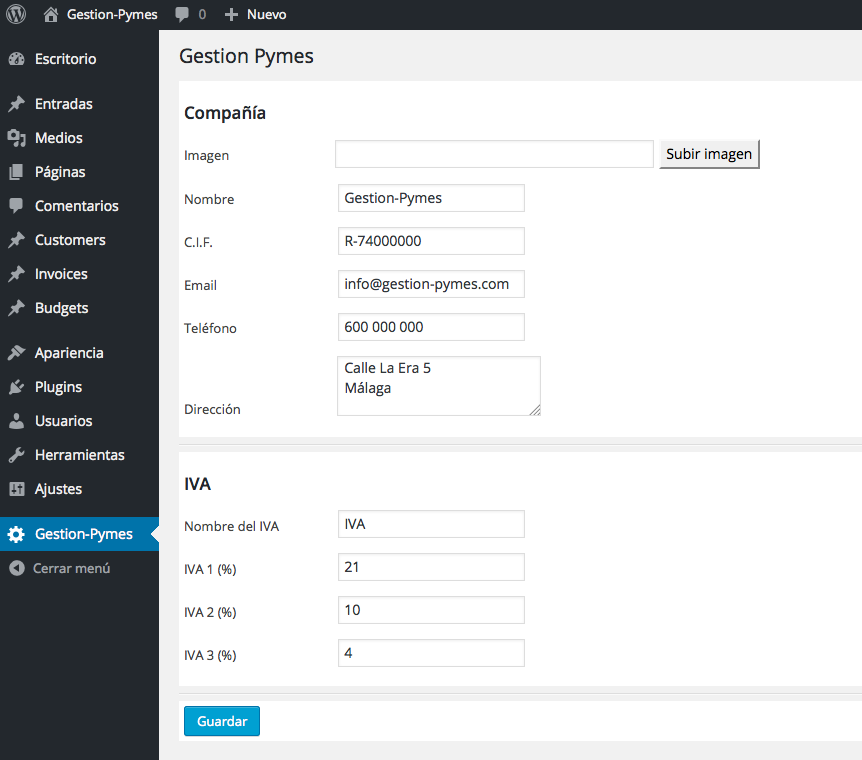 Gestion-Pymes 0 Nuevo
Escritorio
Entradas
Medios
Páginas
Comentarios
Customers
Invoices
Budgets
Apariencia
Plugins
Usuarios
Herramientas
Ajustes
Gestion-Pymes
Cerrar menú
Gestion Pymes
Compañía
Imagen Subir imagen
Nombre Gestion-Pymes
C.I.F. R-74000000
Email info@gestion-pymes.com
Teléfono 600 000 000
Calle La Era 5
Málaga
Dirección
IVA
Nombre del IVA IVA
IVA 1 (%) 21
IVA 2 (%) 10
IVA 3 (%) 4
Guardar